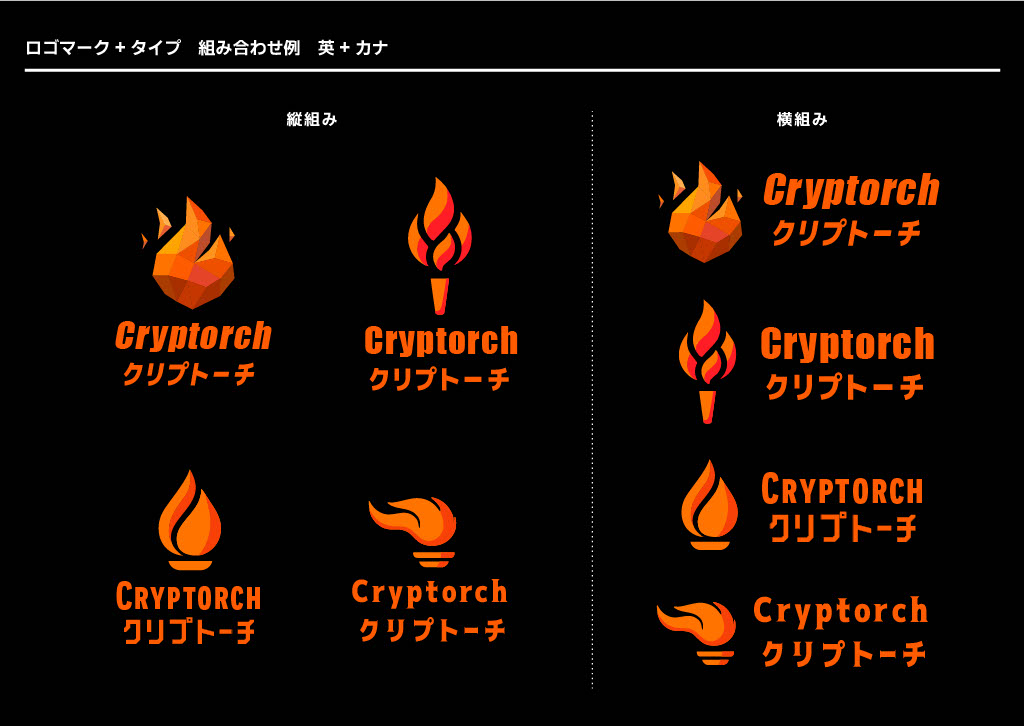 ロゴマーク + タイプ　組み合わせ例　英 + カナ
縦組み
Cryptorch
クリプトーチ
Cryptorch
クリプトーチ
CRYPTORCH
クリプトーチ
Cryptorch
クリプトーチ
横組み
Cryptorch
クリプトーチ
Cryptorch
クリプトーチ
CRYPTORCH
クリプトーチ
Cryptorch
クリプトーチ